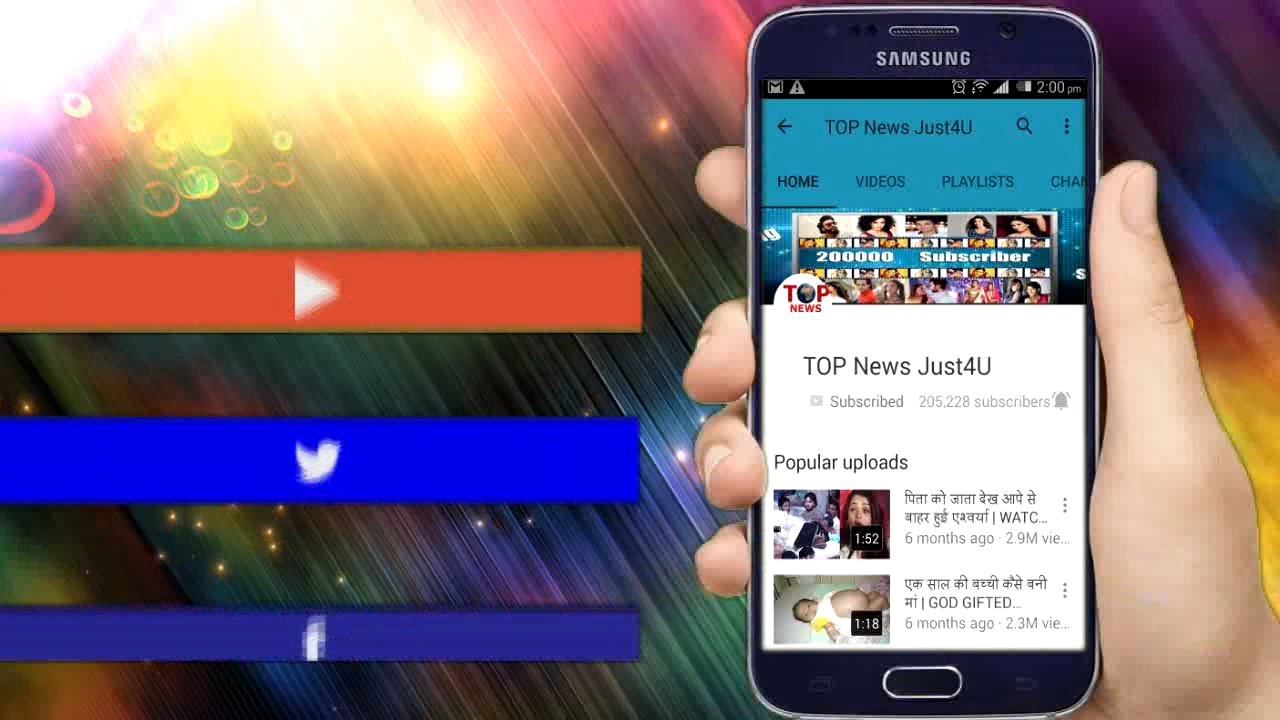 SAMSUNG
2:00 pm
TOP News Just4U
HOME VIDEOS PLAYLISTS CHAN
200000 Subscriber
TOP
NEWS
TOP News Just4U
Subscribed 205,228 subscribers
Popular uploads
पिता को जाता देख आपे से
बाहर हुई एश्वर्या | WATC...
1:52
6 months ago · 2.9M vie...
एक साल की बच्ची कैसे बनी
मां | GOD GIFTED...
1:18
6 months ago · 2.3M vie...